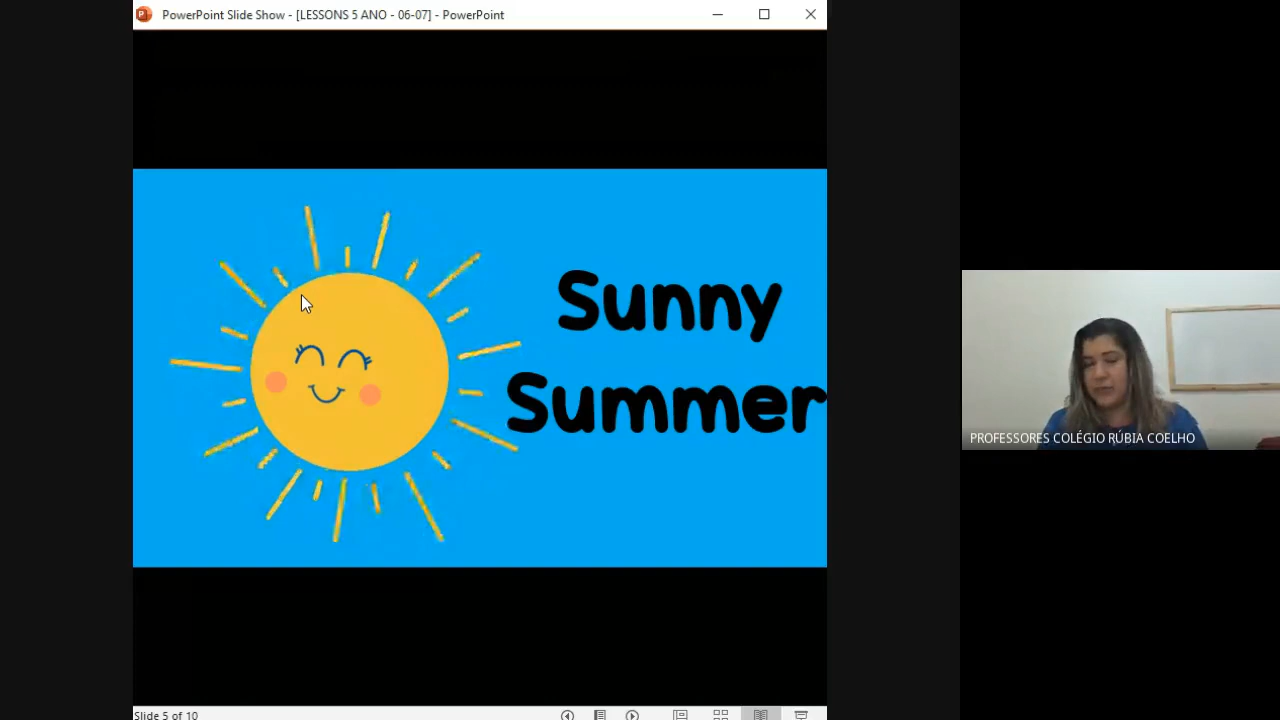 PowerPoint Slide Show - [LESSONS 5 ANO - 06-07] - PowerPoint
Sunny
Summer
PROFESSORES COLÉGIO RÚBIA COELHO
Slide 5 of 10